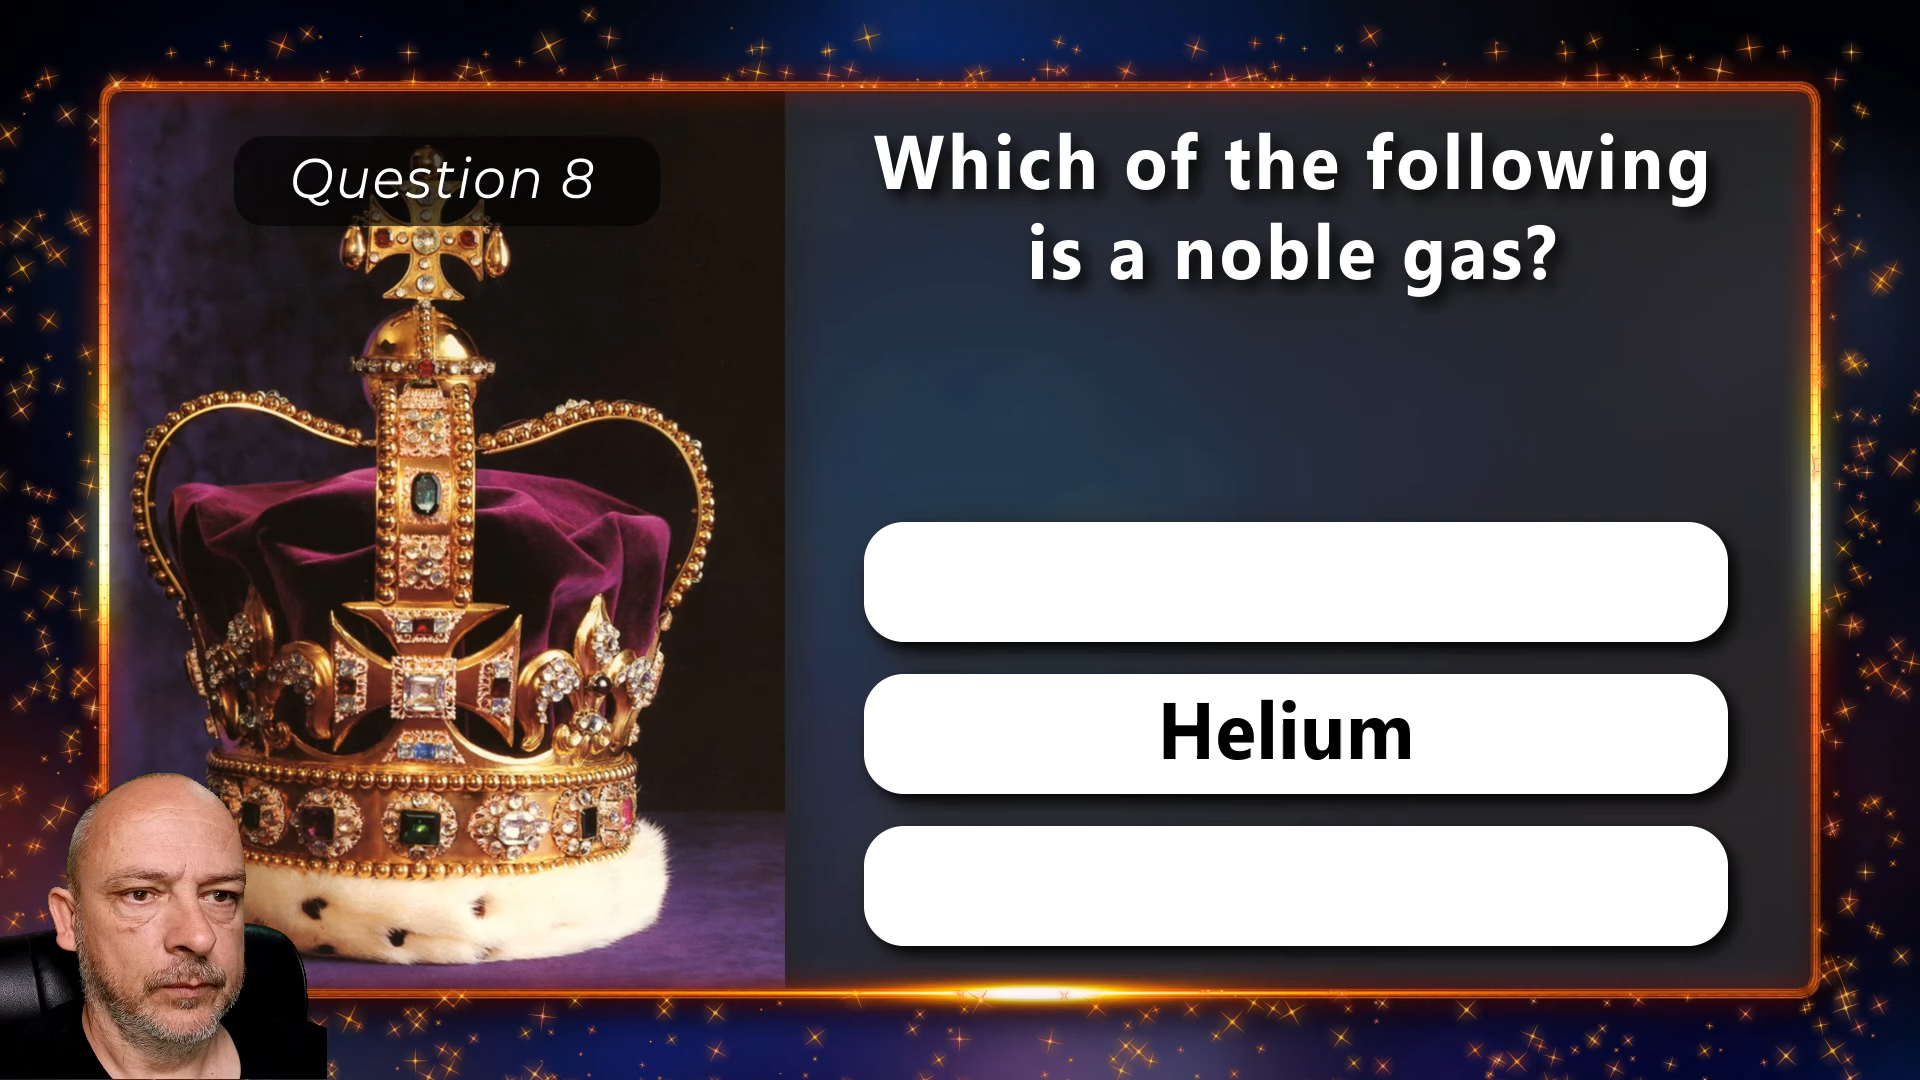 Question 8
Which of the following
is a noble gas?
Helium